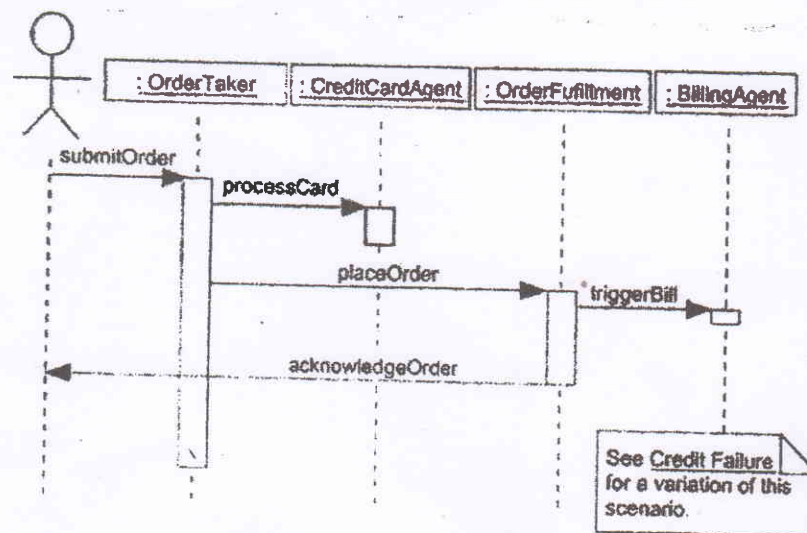 : OrderTaker
: CreditCardAgent
: OrderFufillment
: BillingAgent
submitOrder
processCard
placeOrder
triggerBill
acknowledgeOrder
See Credit Failure
for a variation of this
scenario.